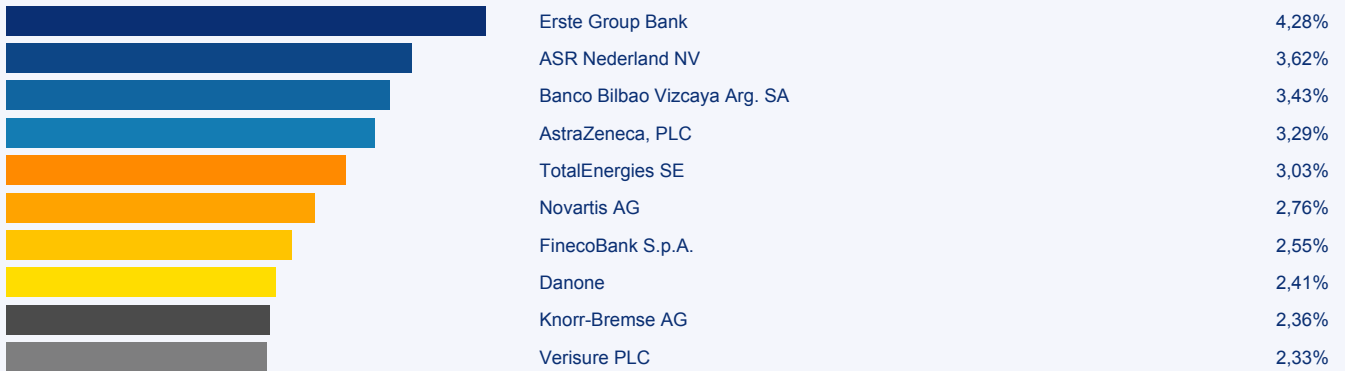 Erste Group Bank 4,28%
ASR Nederland NV 3,62%
Banco Bilbao Vizcaya Arg. SA 3,43%
AstraZeneca, PLC 3,29%
TotalEnergies SE 3,03%
Novartis AG 2,76%
FinecoBank S.p.A. 2,55%
Danone 2,41%
Knorr-Bremse AG 2,36%
Verisure PLC 2,33%